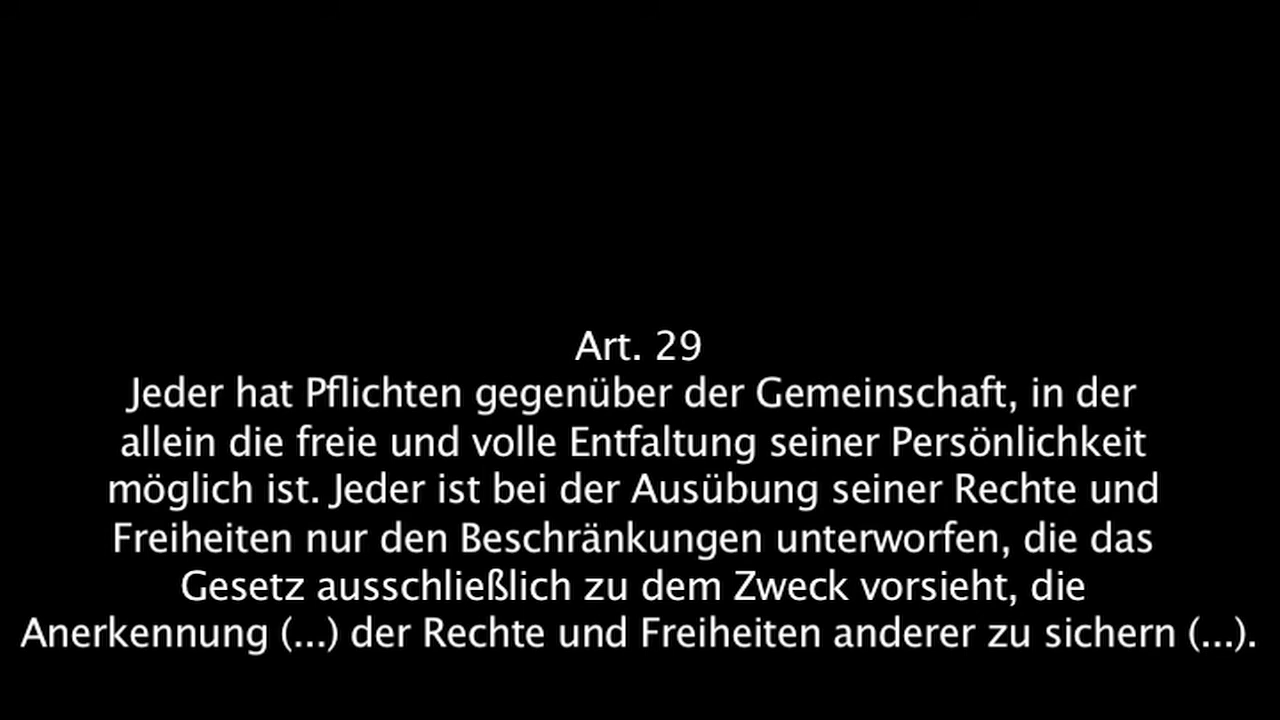 Art. 29
Jeder hat Pflichten gegenüber der Gemeinschaft, in der
allein die freie und volle Entfaltung seiner Persönlichkeit
möglich ist. Jeder ist bei der Ausübung seiner Rechte und
Freiheiten nur den Beschränkungen unterworfen, die das
Gesetz ausschließlich zu dem Zweck vorsieht, die
Anerkennung (...) der Rechte und Freiheiten anderer zu sichern (...).